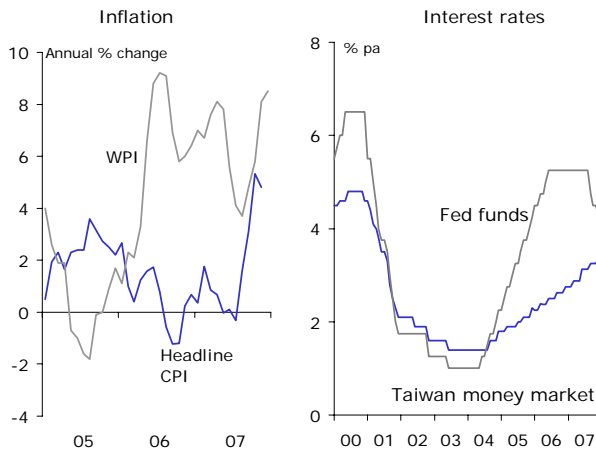 Inflation
Annual % change
10
8
6
4
2
0
-2
-4
WPI
Headline
CPI
05 06 07
Interest rates
% pa
8
6
4
2
0
Fed funds
Taiwan money market
00 01 02 03 04 05 06 07